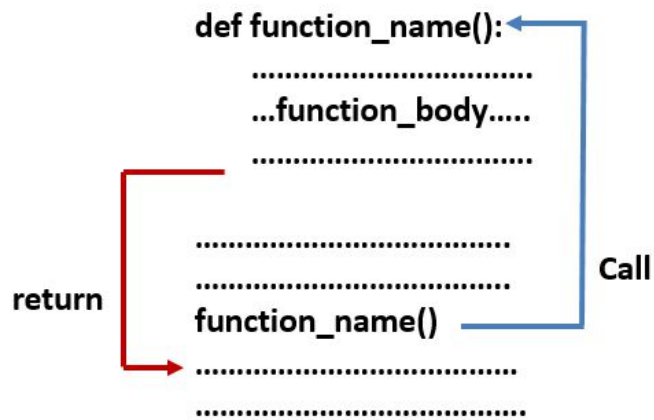 def function_name():
..................................
...function_body.....
..................................
......................................
......................................
return
Call
function_name()
.......................................
........................................